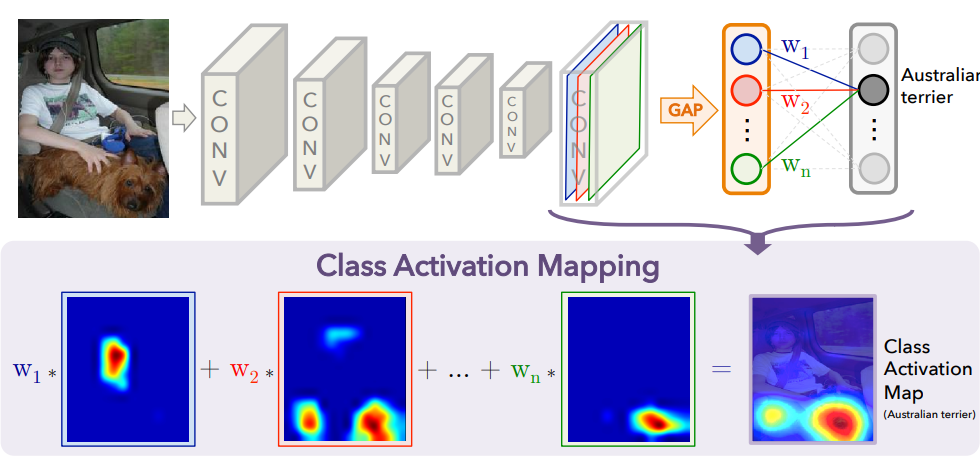 CONV
CONV
CONV
CONV
CONV
CONV
GAP
w1
w2
wn
Australian
terrier
Class Activation Mapping
w1 * + w2 * + ... + wn * =
Class
Activation
Map
(Australian terrier)